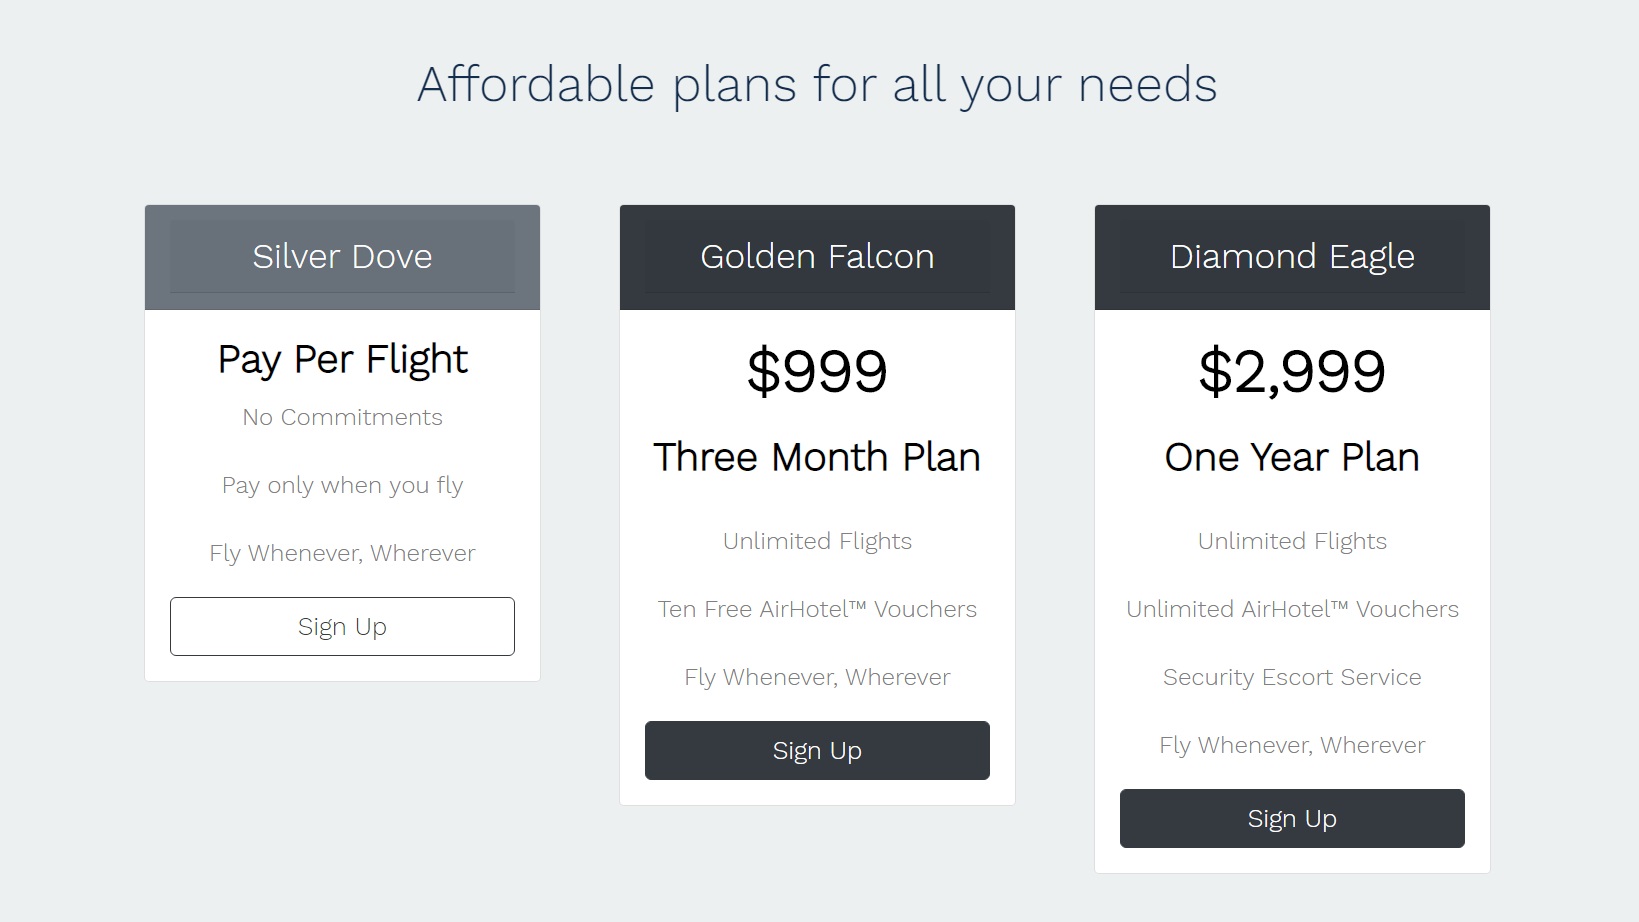 Affordable plans for all your needs
Silver Dove
Pay Per Flight
No Commitments
Pay only when you fly
Fly Whenever, Wherever
Sign Up
Golden Falcon
$999
Three Month Plan
Unlimited Flights
Ten Free AirHotel™ Vouchers
Fly Whenever, Wherever
Sign Up
Diamond Eagle
$2,999
One Year Plan
Unlimited Flights
Unlimited AirHotel™ Vouchers
Security Escort Service
Fly Whenever, Wherever
Sign Up